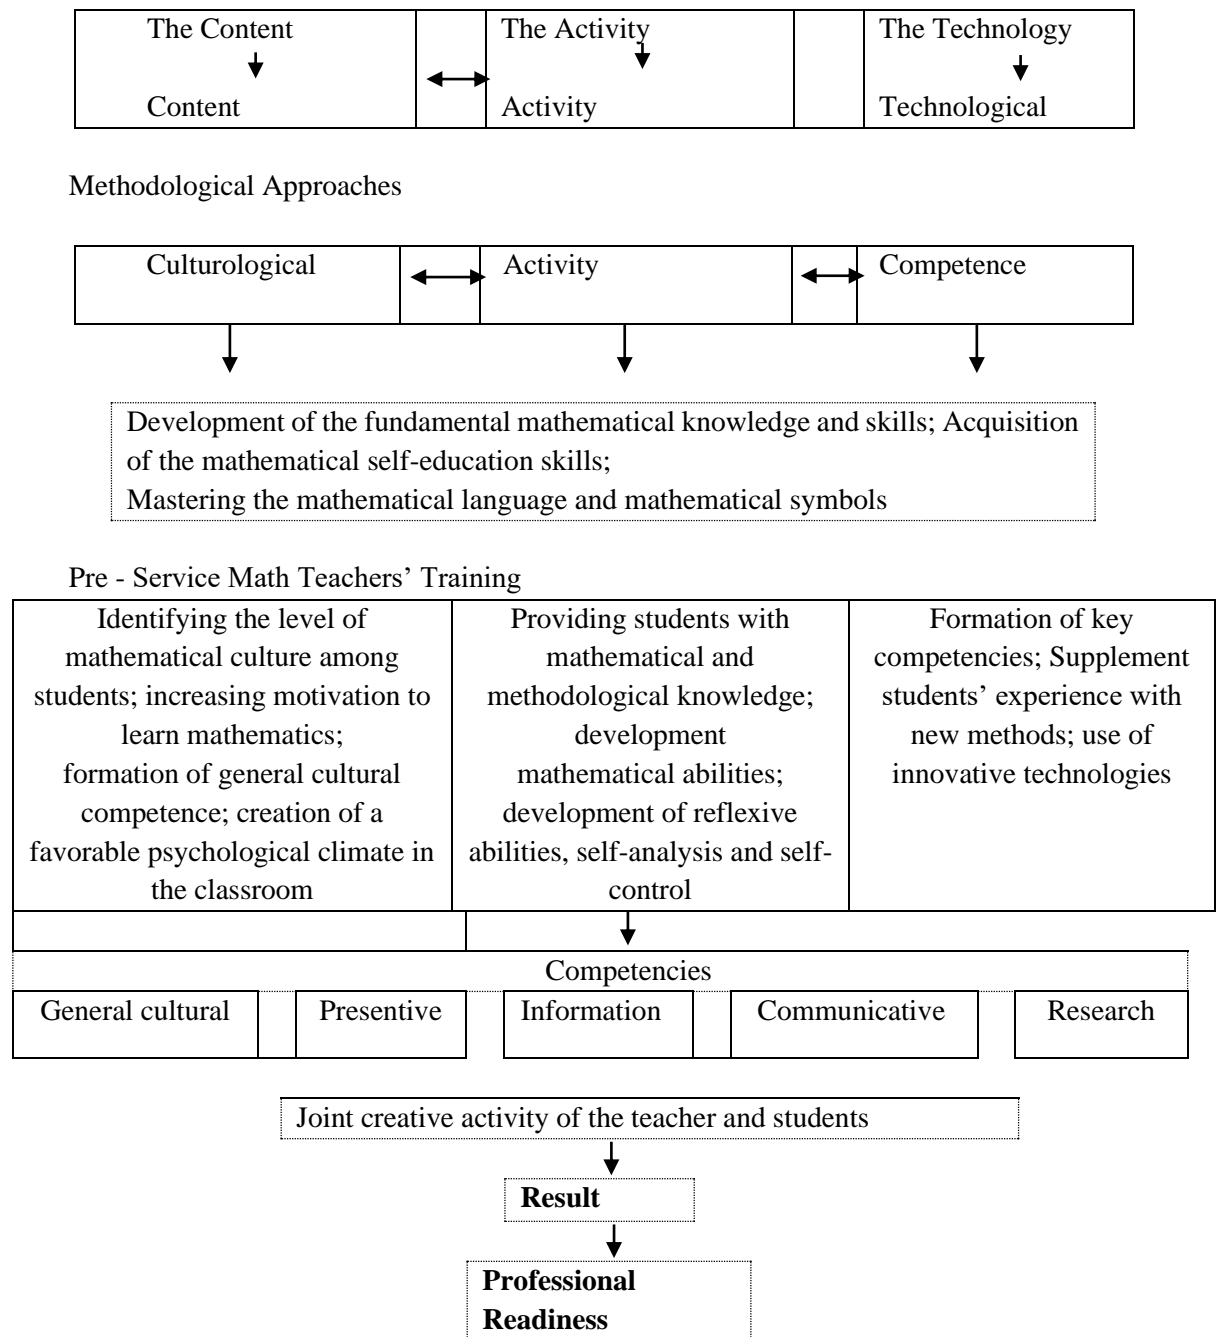 The Content
The Activity
The Technology
Content
Activity
Technological
Methodological Approaches
Culturological
Activity
Competence
Development of the fundamental mathematical knowledge and skills; Acquisition
of the mathematical self-education skills;
Mastering the mathematical language and mathematical symbols
Pre - Service Math Teachers’ Training
Identifying the level of
mathematical culture among
students; increasing motivation to
learn mathematics;
formation of general cultural
competence; creation of a
favorable psychological climate in
the classroom
Providing students with
mathematical and
methodological knowledge;
development
mathematical abilities;
development of reflexive
abilities, self-analysis and self-
control
Formation of key
competencies; Supplement
students’ experience with
new methods; use of
innovative technologies
Competencies
General cultural
Presentive
Information
Communicative
Research
Joint creative activity of the teacher and students
Result
Professional
Readiness